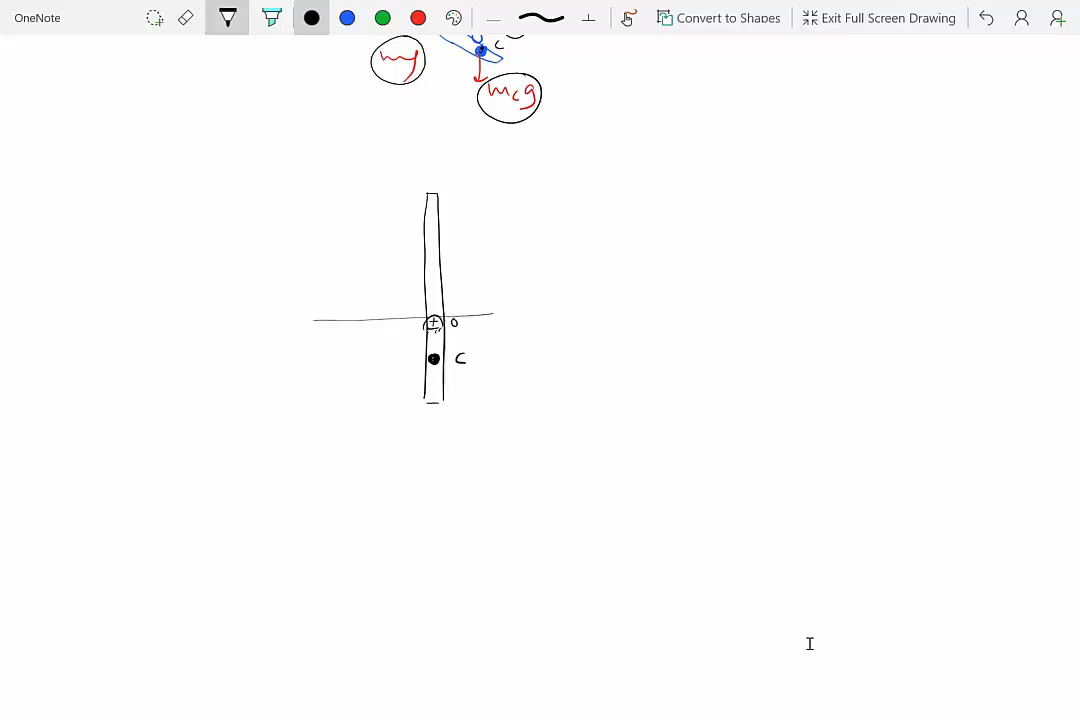 OneNote
Convert to Shapes
Exit Full Screen Drawing
C
mg
mcg
+ O
C